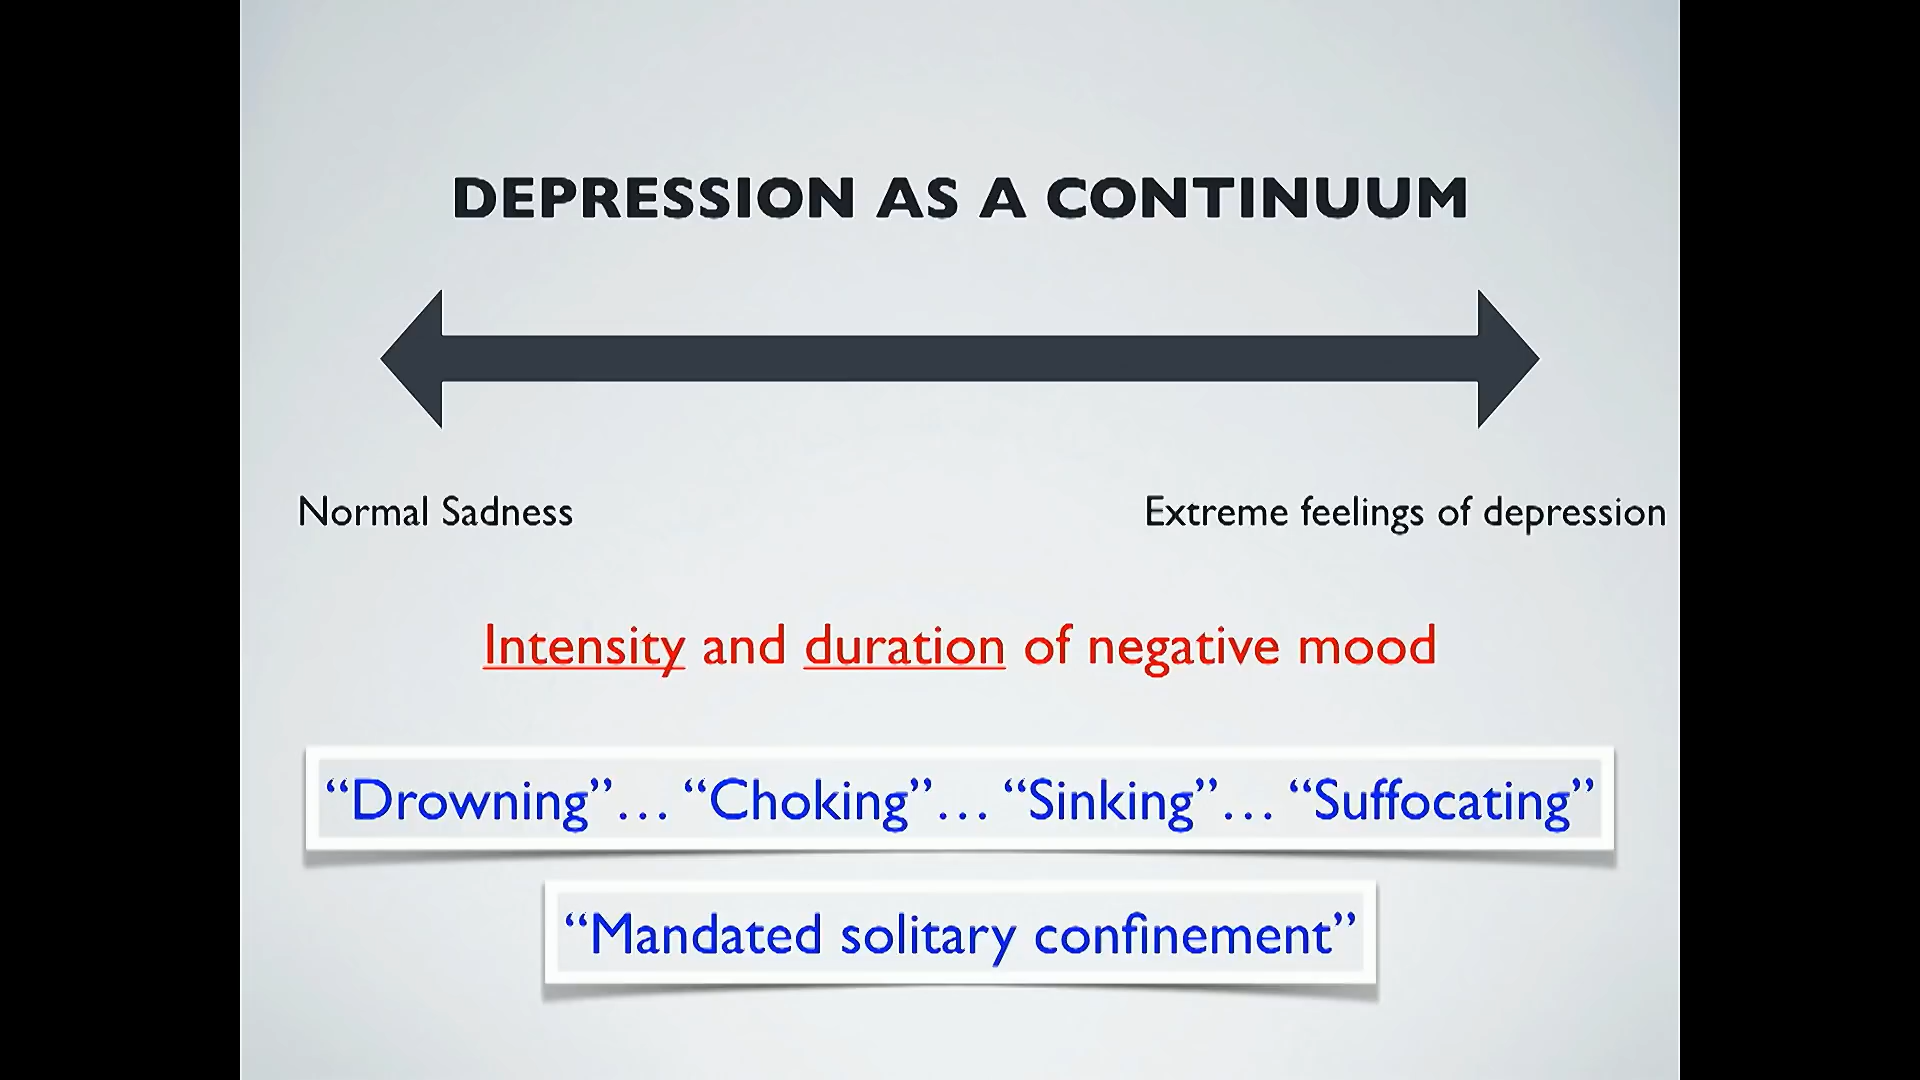 DEPRESSION AS A CONTINUUM
Normal Sadness
Extreme feelings of depression
Intensity and duration of negative mood
“Drowning”… “Choking”… “Sinking”… “Suffocating”
“Mandated solitary confinement”